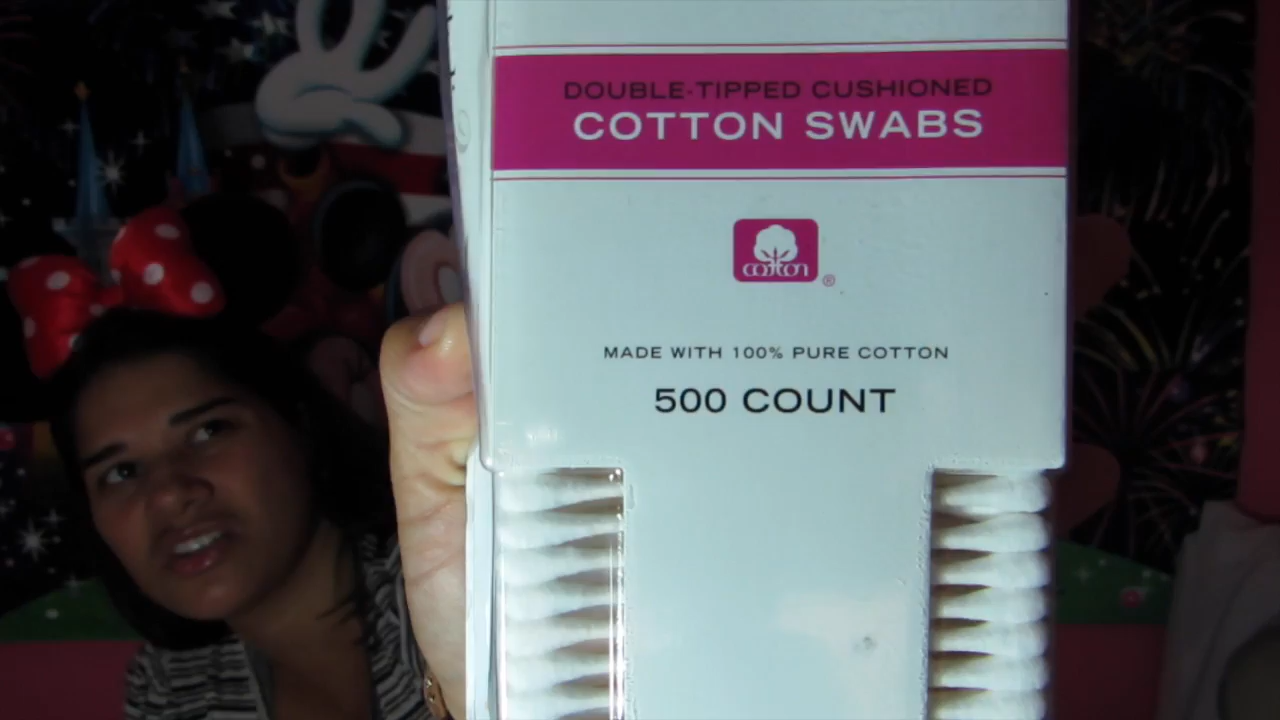 DOUBLE-TIPPED CUSHIONED
COTTON SWABS
cotton
®
MADE WITH 100% PURE COTTON
500 COUNT